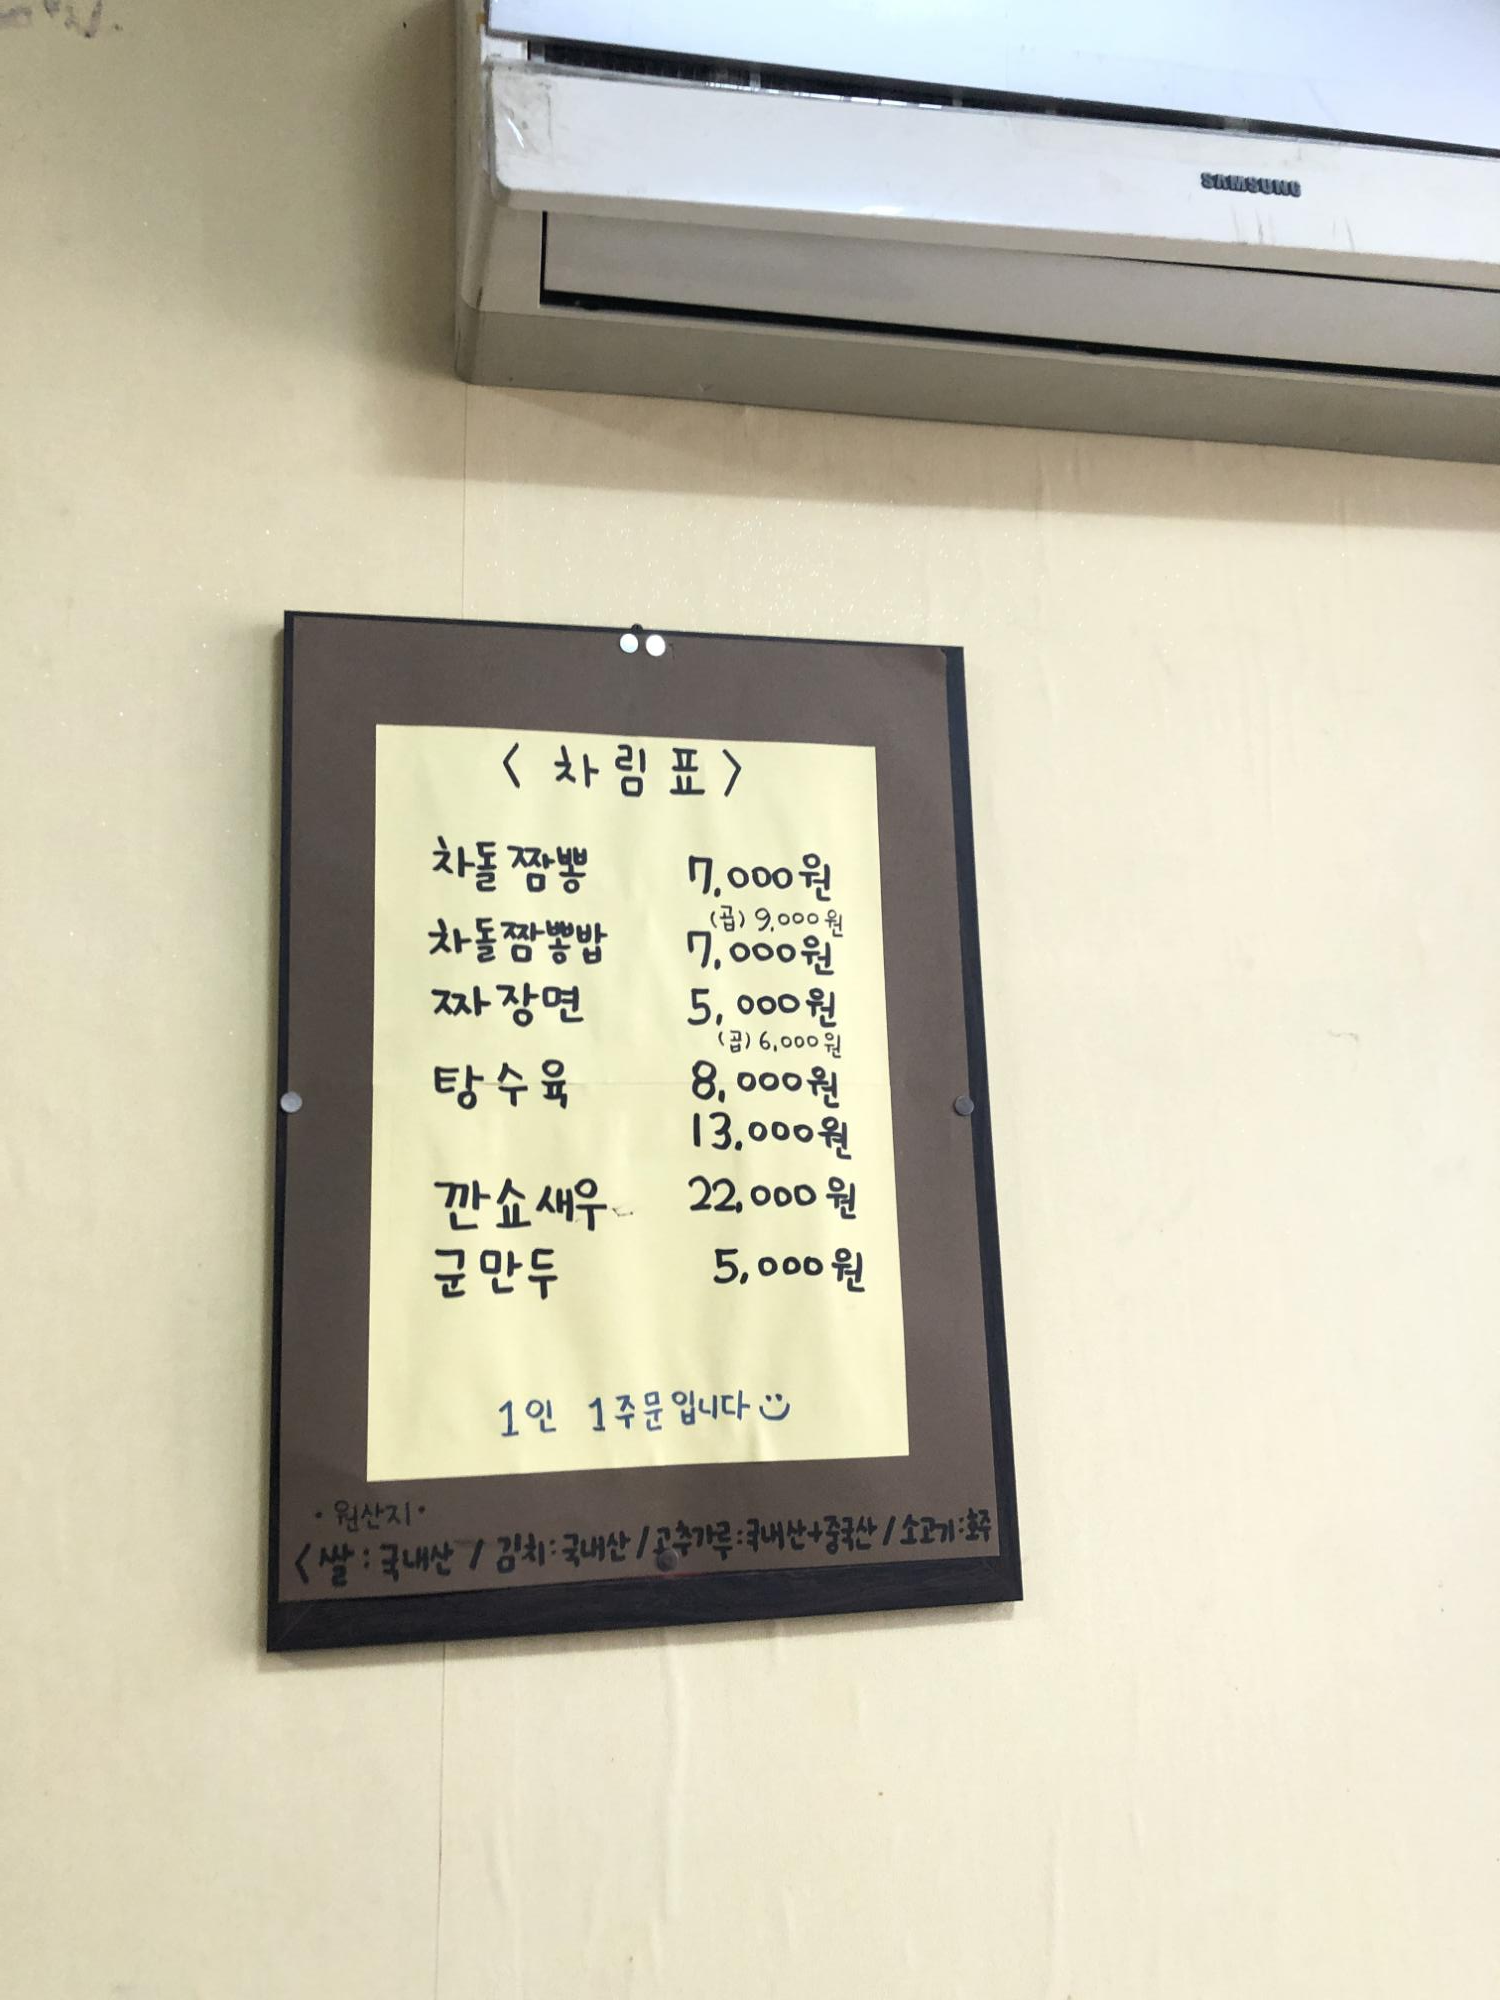 SAMSUNG
< 차림표 >
차돌짬뽕 7,000원
(곱) 9,000원
차돌짬뽕밥 7,000원
짜장면 5,000원
(곱) 6,000원
탕수육 8,000원
13,000원
깐쇼새우 22,000원
군만두 5,000원
1인 1주문입니다
·원산지·
< 쌀 : 국내산 / 김치 : 국내산 / 고추가루 : 국내산+중국산 / 소고기 : 호주